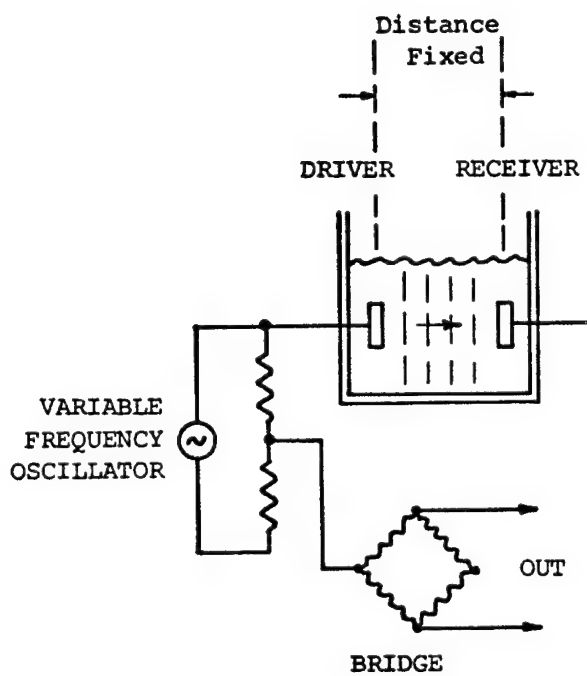 Distance
Fixed
DRIVER
RECEIVER
VARIABLE
FREQUENCY
OSCILLATOR
OUT
BRIDGE